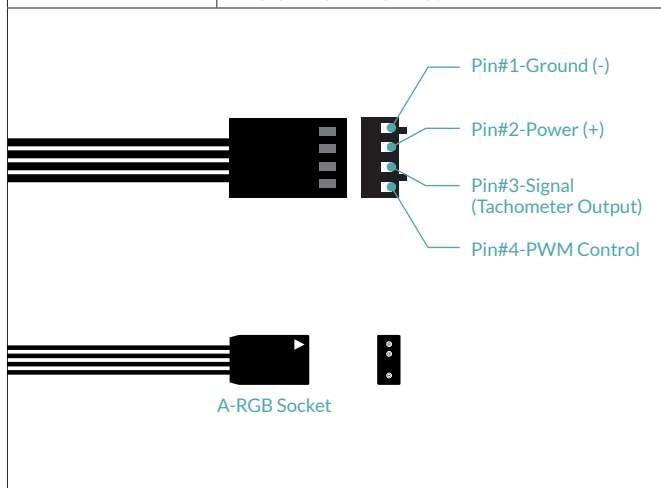 Pin#1-Ground (-)
Pin#2-Power (+)
Pin#3-Signal
(Tachometer Output)
Pin#4-PWM Control
A-RGB Socket